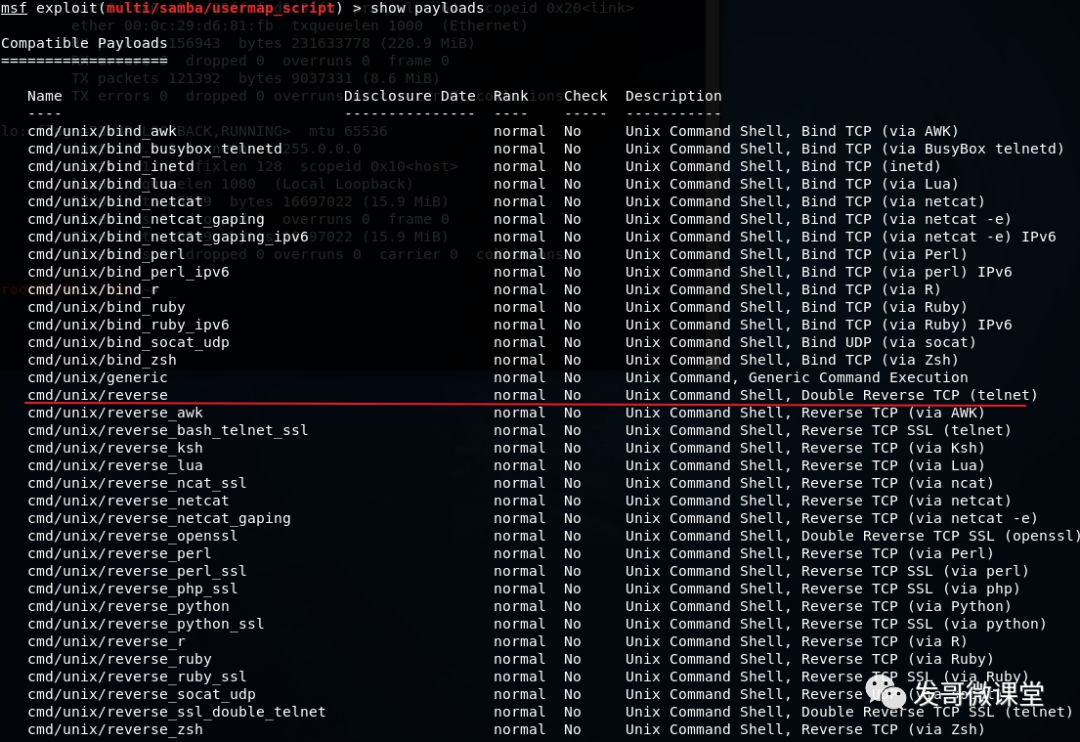 msf exploit(multi/samba/usermap_script) > show payloads
Compatible Payloads
===================
Name Disclosure Date Rank Check Description
---- --------------- ---- ----- -----------
cmd/unix/bind_awk normal No Unix Command Shell, Bind TCP (via AWK)
cmd/unix/bind_busybox_telnetd normal No Unix Command Shell, Bind TCP (via BusyBox telnetd)
cmd/unix/bind_inetd normal No Unix Command Shell, Bind TCP (inetd)
cmd/unix/bind_lua normal No Unix Command Shell, Bind TCP (via Lua)
cmd/unix/bind_netcat normal No Unix Command Shell, Bind TCP (via netcat)
cmd/unix/bind_netcat_gaping normal No Unix Command Shell, Bind TCP (via netcat -e)
cmd/unix/bind_netcat_gaping_ipv6 normal No Unix Command Shell, Bind TCP (via netcat -e) IPv6
cmd/unix/bind_perl normal No Unix Command Shell, Bind TCP (via Perl)
cmd/unix/bind_perl_ipv6 normal No Unix Command Shell, Bind TCP (via perl) IPv6
cmd/unix/bind_r normal No Unix Command Shell, Bind TCP (via R)
cmd/unix/bind_ruby normal No Unix Command Shell, Bind TCP (via Ruby)
cmd/unix/bind_ruby_ipv6 normal No Unix Command Shell, Bind TCP (via Ruby) IPv6
cmd/unix/bind_socat_udp normal No Unix Command Shell, Bind UDP (via socat)
cmd/unix/bind_zsh normal No Unix Command Shell, Bind TCP (via Zsh)
cmd/unix/generic normal No Unix Command, Generic Command Execution
cmd/unix/reverse normal No Unix Command Shell, Double Reverse TCP (telnet)
cmd/unix/reverse_awk normal No Unix Command Shell, Reverse TCP (via AWK)
cmd/unix/reverse_bash_telnet_ssl normal No Unix Command Shell, Reverse TCP SSL (telnet)
cmd/unix/reverse_ksh normal No Unix Command Shell, Reverse TCP (via Ksh)
cmd/unix/reverse_lua normal No Unix Command Shell, Reverse TCP (via Lua)
cmd/unix/reverse_ncat_ssl normal No Unix Command Shell, Reverse TCP (via ncat)
cmd/unix/reverse_netcat normal No Unix Command Shell, Reverse TCP (via netcat)
cmd/unix/reverse_netcat_gaping normal No Unix Command Shell, Reverse TCP (via netcat -e)
cmd/unix/reverse_openssl normal No Unix Command Shell, Double Reverse TCP SSL (openssl)
cmd/unix/reverse_perl normal No Unix Command Shell, Reverse TCP (via Perl)
cmd/unix/reverse_perl_ssl normal No Unix Command Shell, Reverse TCP SSL (via perl)
cmd/unix/reverse_php_ssl normal No Unix Command Shell, Reverse TCP SSL (via php)
cmd/unix/reverse_python normal No Unix Command Shell, Reverse TCP (via Python)
cmd/unix/reverse_python_ssl normal No Unix Command Shell, Reverse TCP SSL (via python)
cmd/unix/reverse_r normal No Unix Command Shell, Reverse TCP (via R)
cmd/unix/reverse_ruby normal No Unix Command Shell, Reverse TCP (via Ruby)
cmd/unix/reverse_ruby_ssl normal No Unix Command Shell, Reverse TCP SSL (via Ruby)
cmd/unix/reverse_socat_udp normal No Unix Command Shell, Reverse
cmd/unix/reverse_ssl_double_telnet normal No Unix Command Shell, Double Reverse TCP SSL (telnet)
cmd/unix/reverse_zsh normal No Unix Command Shell, Reverse TCP (via Zsh)
发哥微课堂